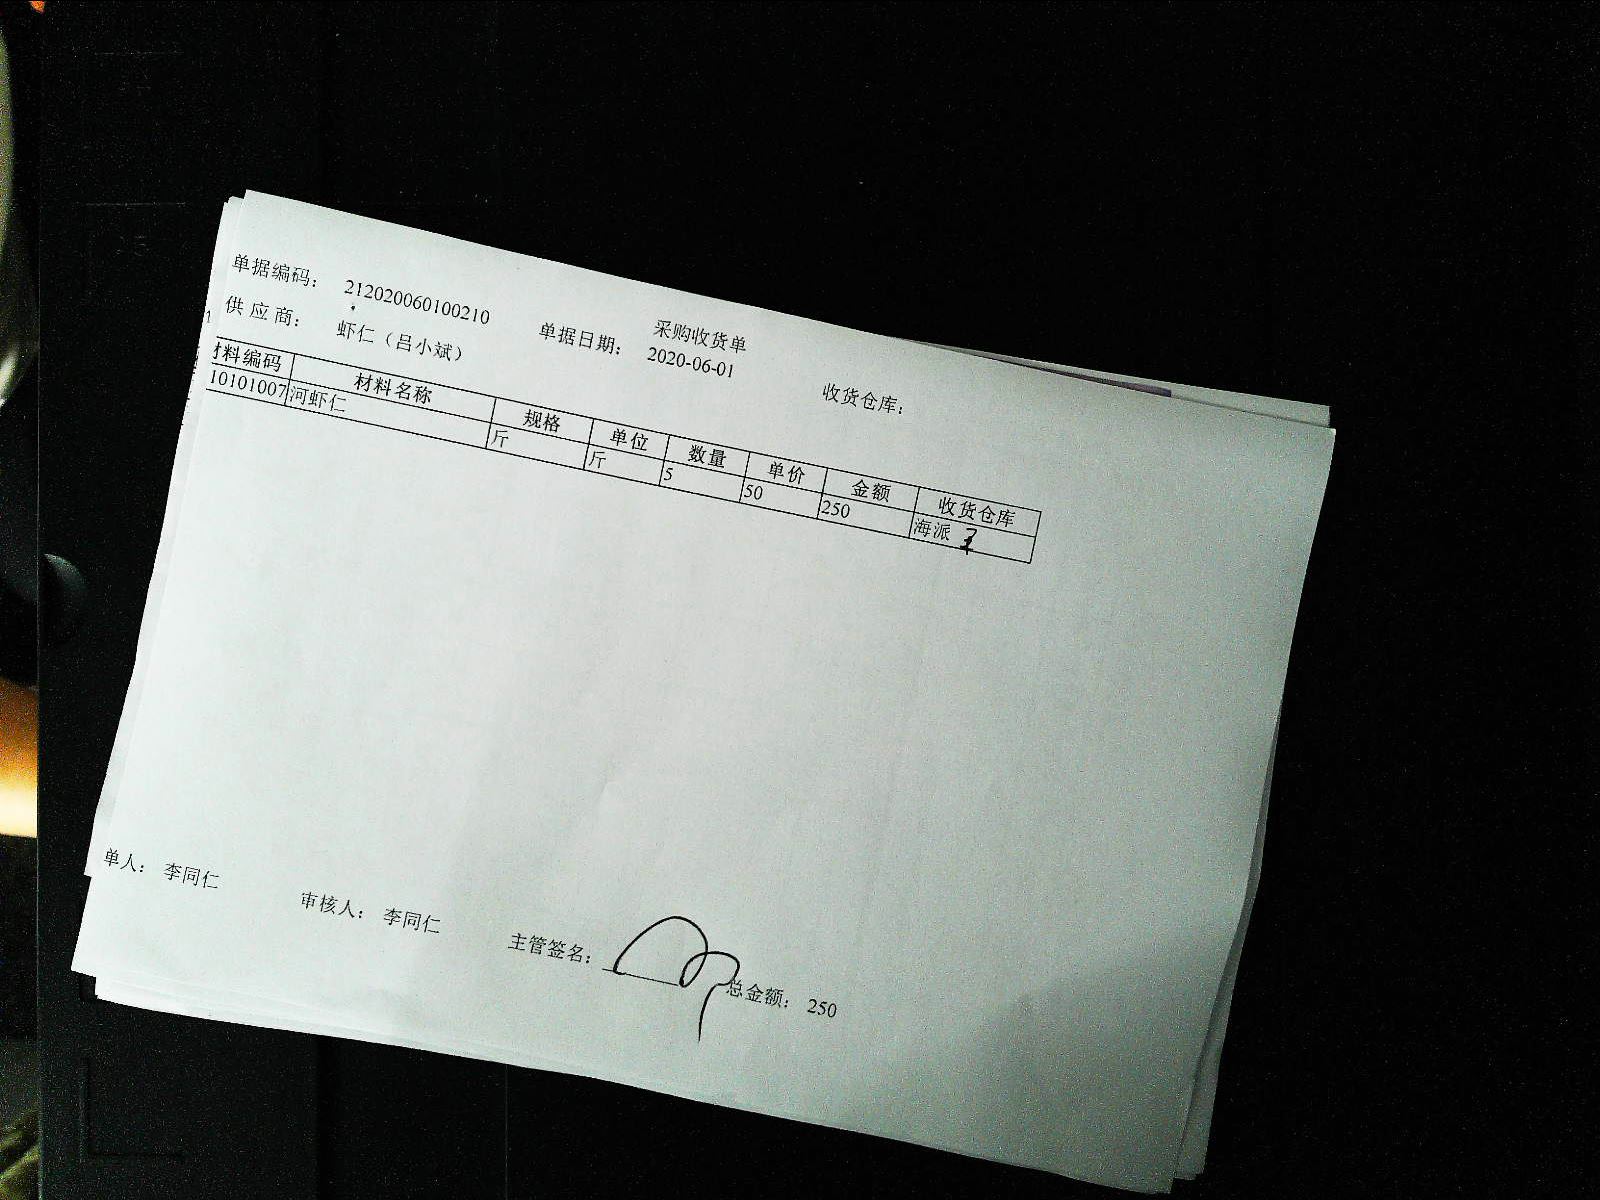 采购收货单
单据编码： 212020060100210 单据日期： 2020-06-01 收货仓库：
供 应 商： 虾仁（吕小斌）
材料编码 材料名称 规格 单位 数量 单价 金额 收货仓库
10101007 河虾仁 斤 斤 5 50 250 海派
单人： 李同仁 审核人： 李同仁 主管签名： 总金额： 250